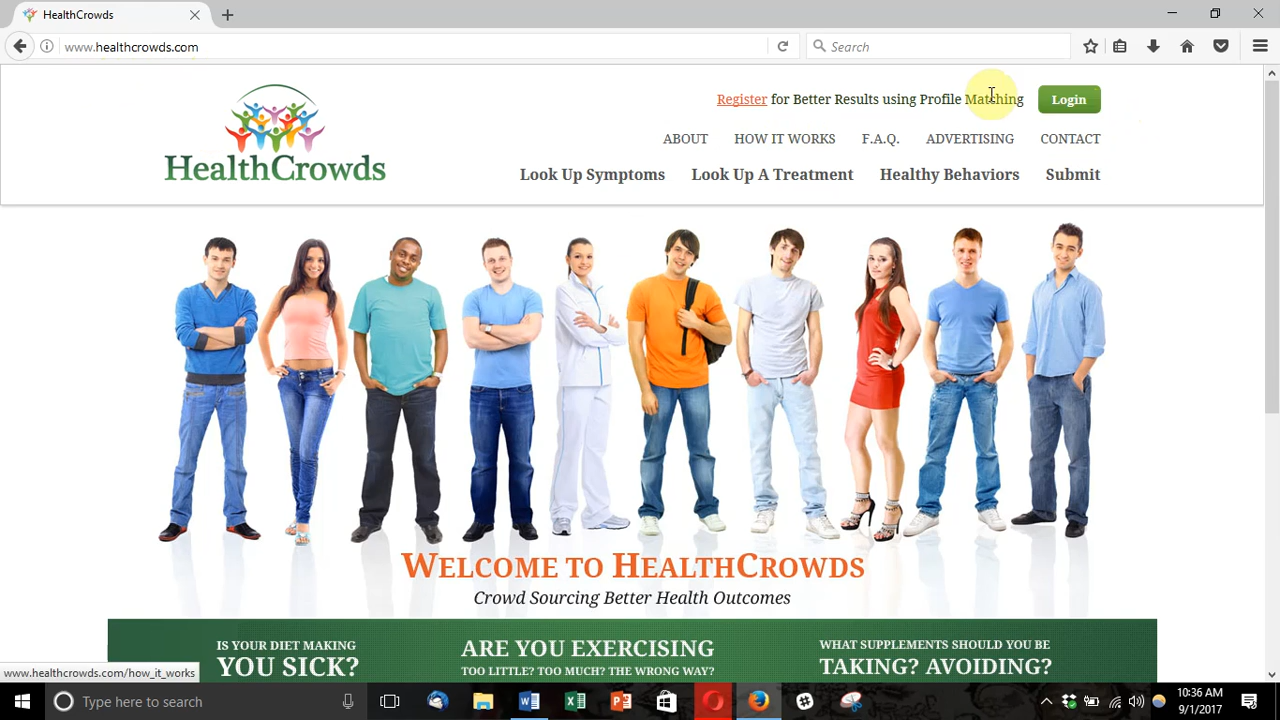 HealthCrowds
www.healthcrowds.com
Search
Register for Better Results using Profile Matching
Login
HealthCrowds
ABOUT HOW IT WORKS F.A.Q. ADVERTISING CONTACT
Look Up Symptoms Look Up A Treatment Healthy Behaviors Submit
WELCOME TO HEALTHCROWDS
Crowd Sourcing Better Health Outcomes
IS YOUR DIET MAKING
YOU SICK?
ARE YOU EXERCISING
TOO LITTLE? TOO MUCH? THE WRONG WAY?
WHAT SUPPLEMENTS SHOULD YOU BE
TAKING? AVOIDING?
www.healthcrowds.com/how_it_works
Type here to search
10:36 AM
9/1/2017